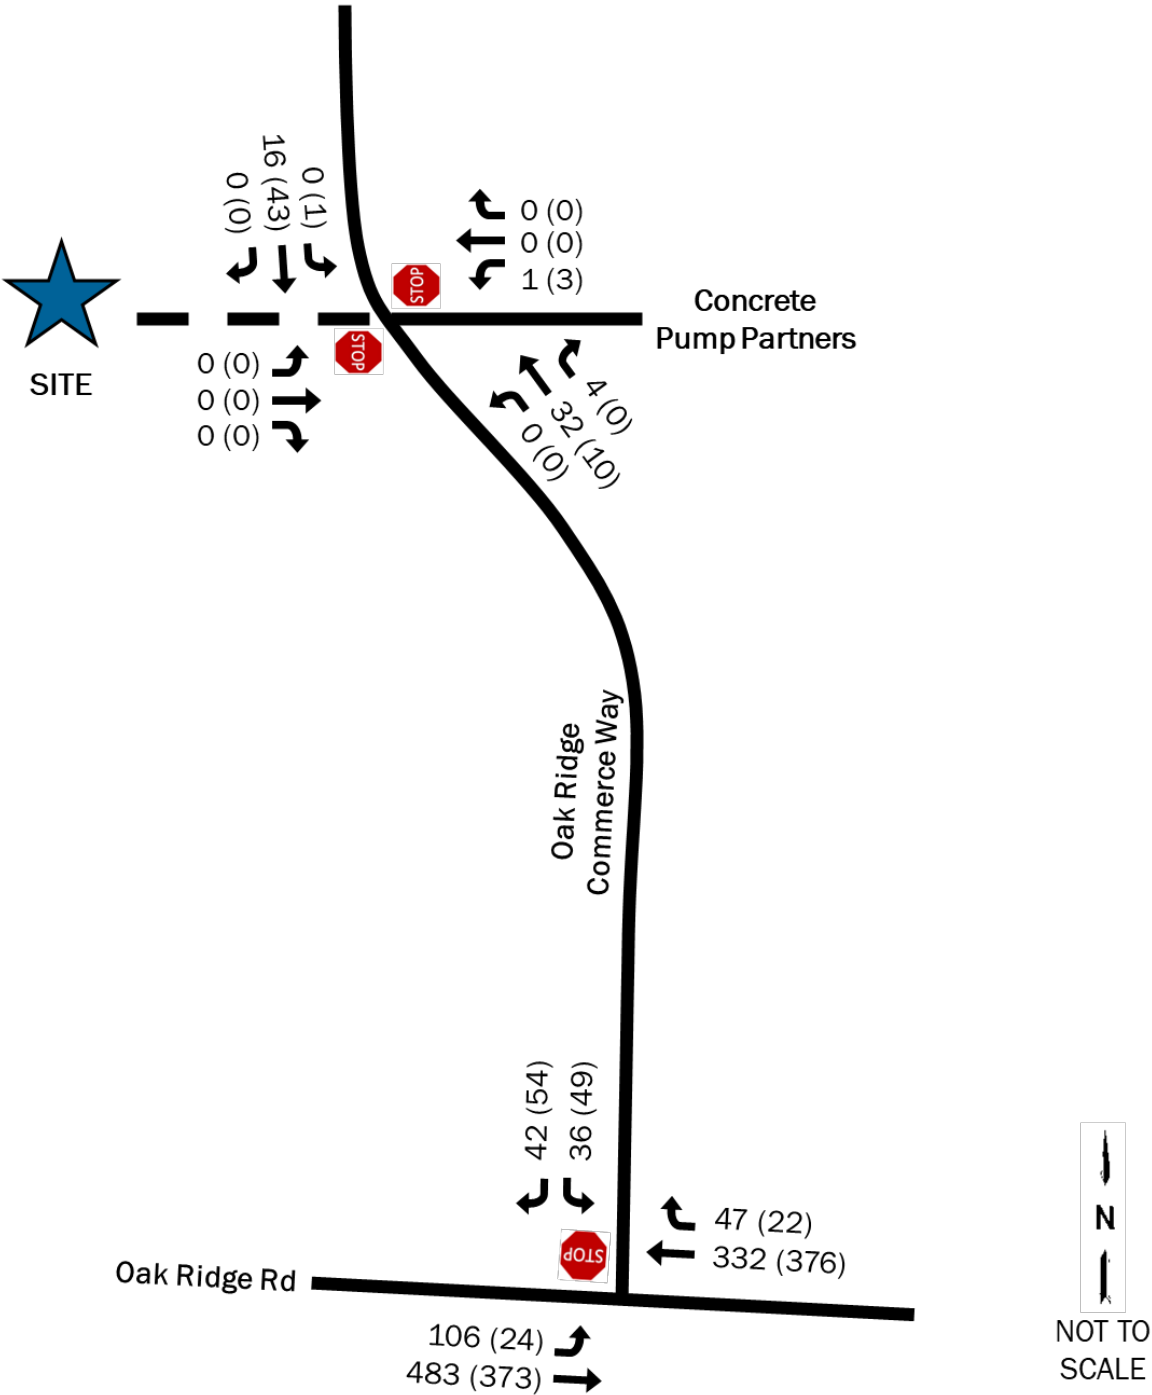 0 (0)
16 (43)
0 (1)
STOP
0 (0)
0 (0)
1 (3)
Concrete
Pump Partners
SITE
STOP
0 (0)
0 (0)
0 (0)
0 (0)
32 (10)
4 (0)
Oak Ridge
Commerce Way
42 (54)
36 (49)
STOP
47 (22)
332 (376)
Oak Ridge Rd
106 (24)
483 (373)
N
NOT TO
SCALE